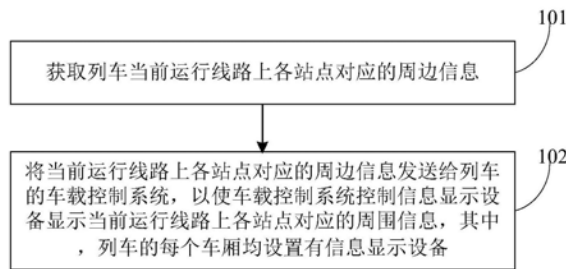 101
获取列车当前运行线路上各站点对应的周边信息
102
将当前运行线路上各站点对应的周边信息发送给列车
的车载控制系统，以使车载控制系统控制信息显示设
备显示当前运行线路上各站点对应的周围信息，其中
，列车的每个车厢均设置有信息显示设备